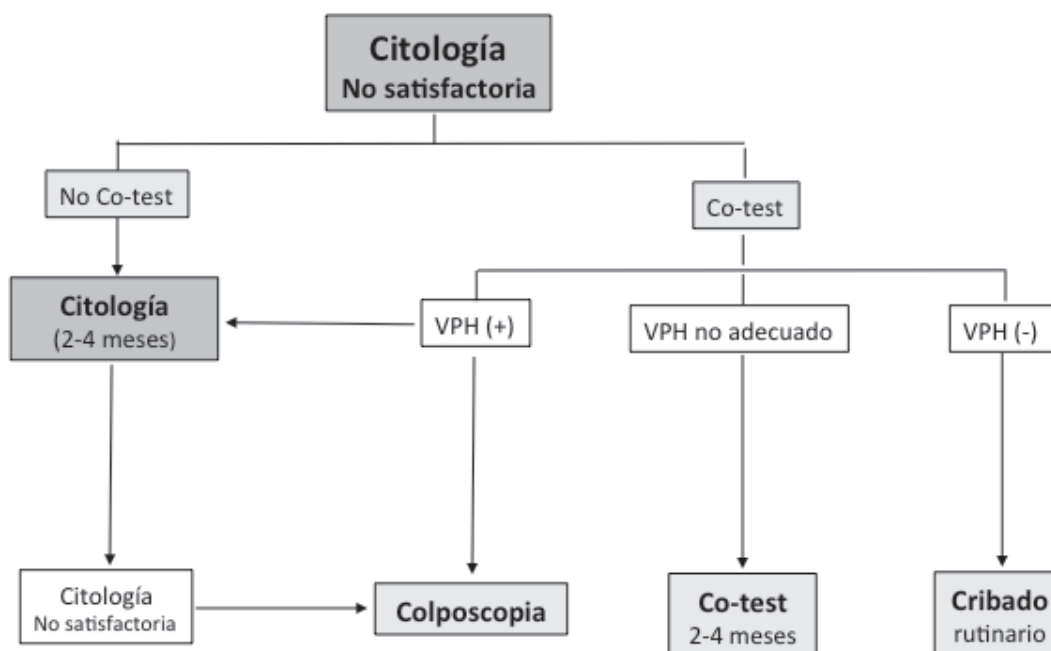 Citología
No satisfactoria
No Co-test
Co-test
Citología
(2-4 meses)
VPH (+)
VPH no adecuado
VPH (-)
Citología
No satisfactoria
Colposcopia
Co-test
2-4 meses
Cribado
rutinario